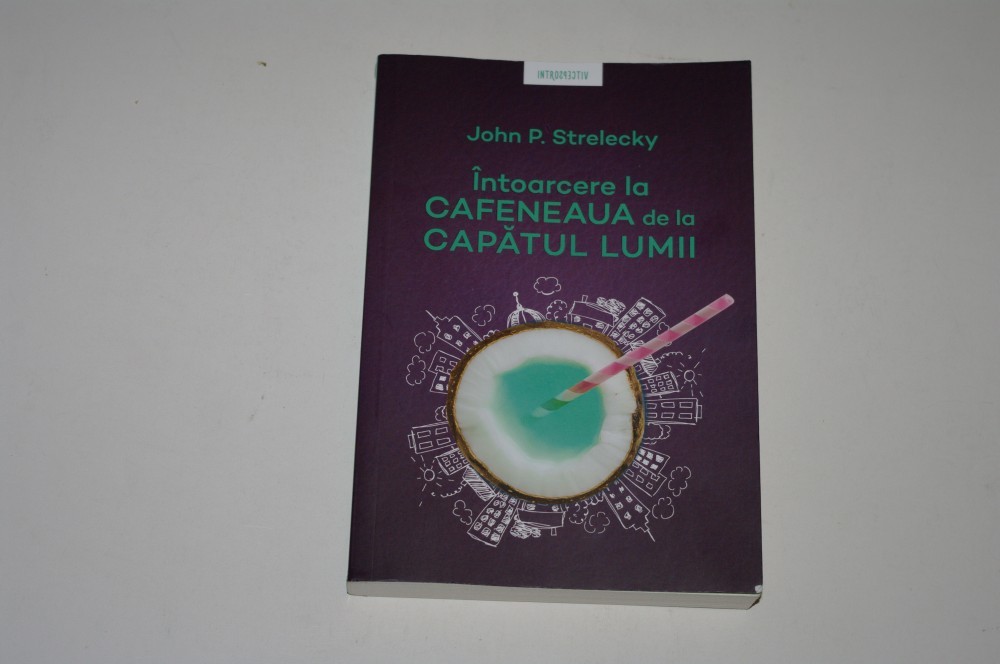 INTROSPECTIV
John P. Strelecky
Întoarcere la
CAFENEAUA de la
CAPĂTUL LUMII